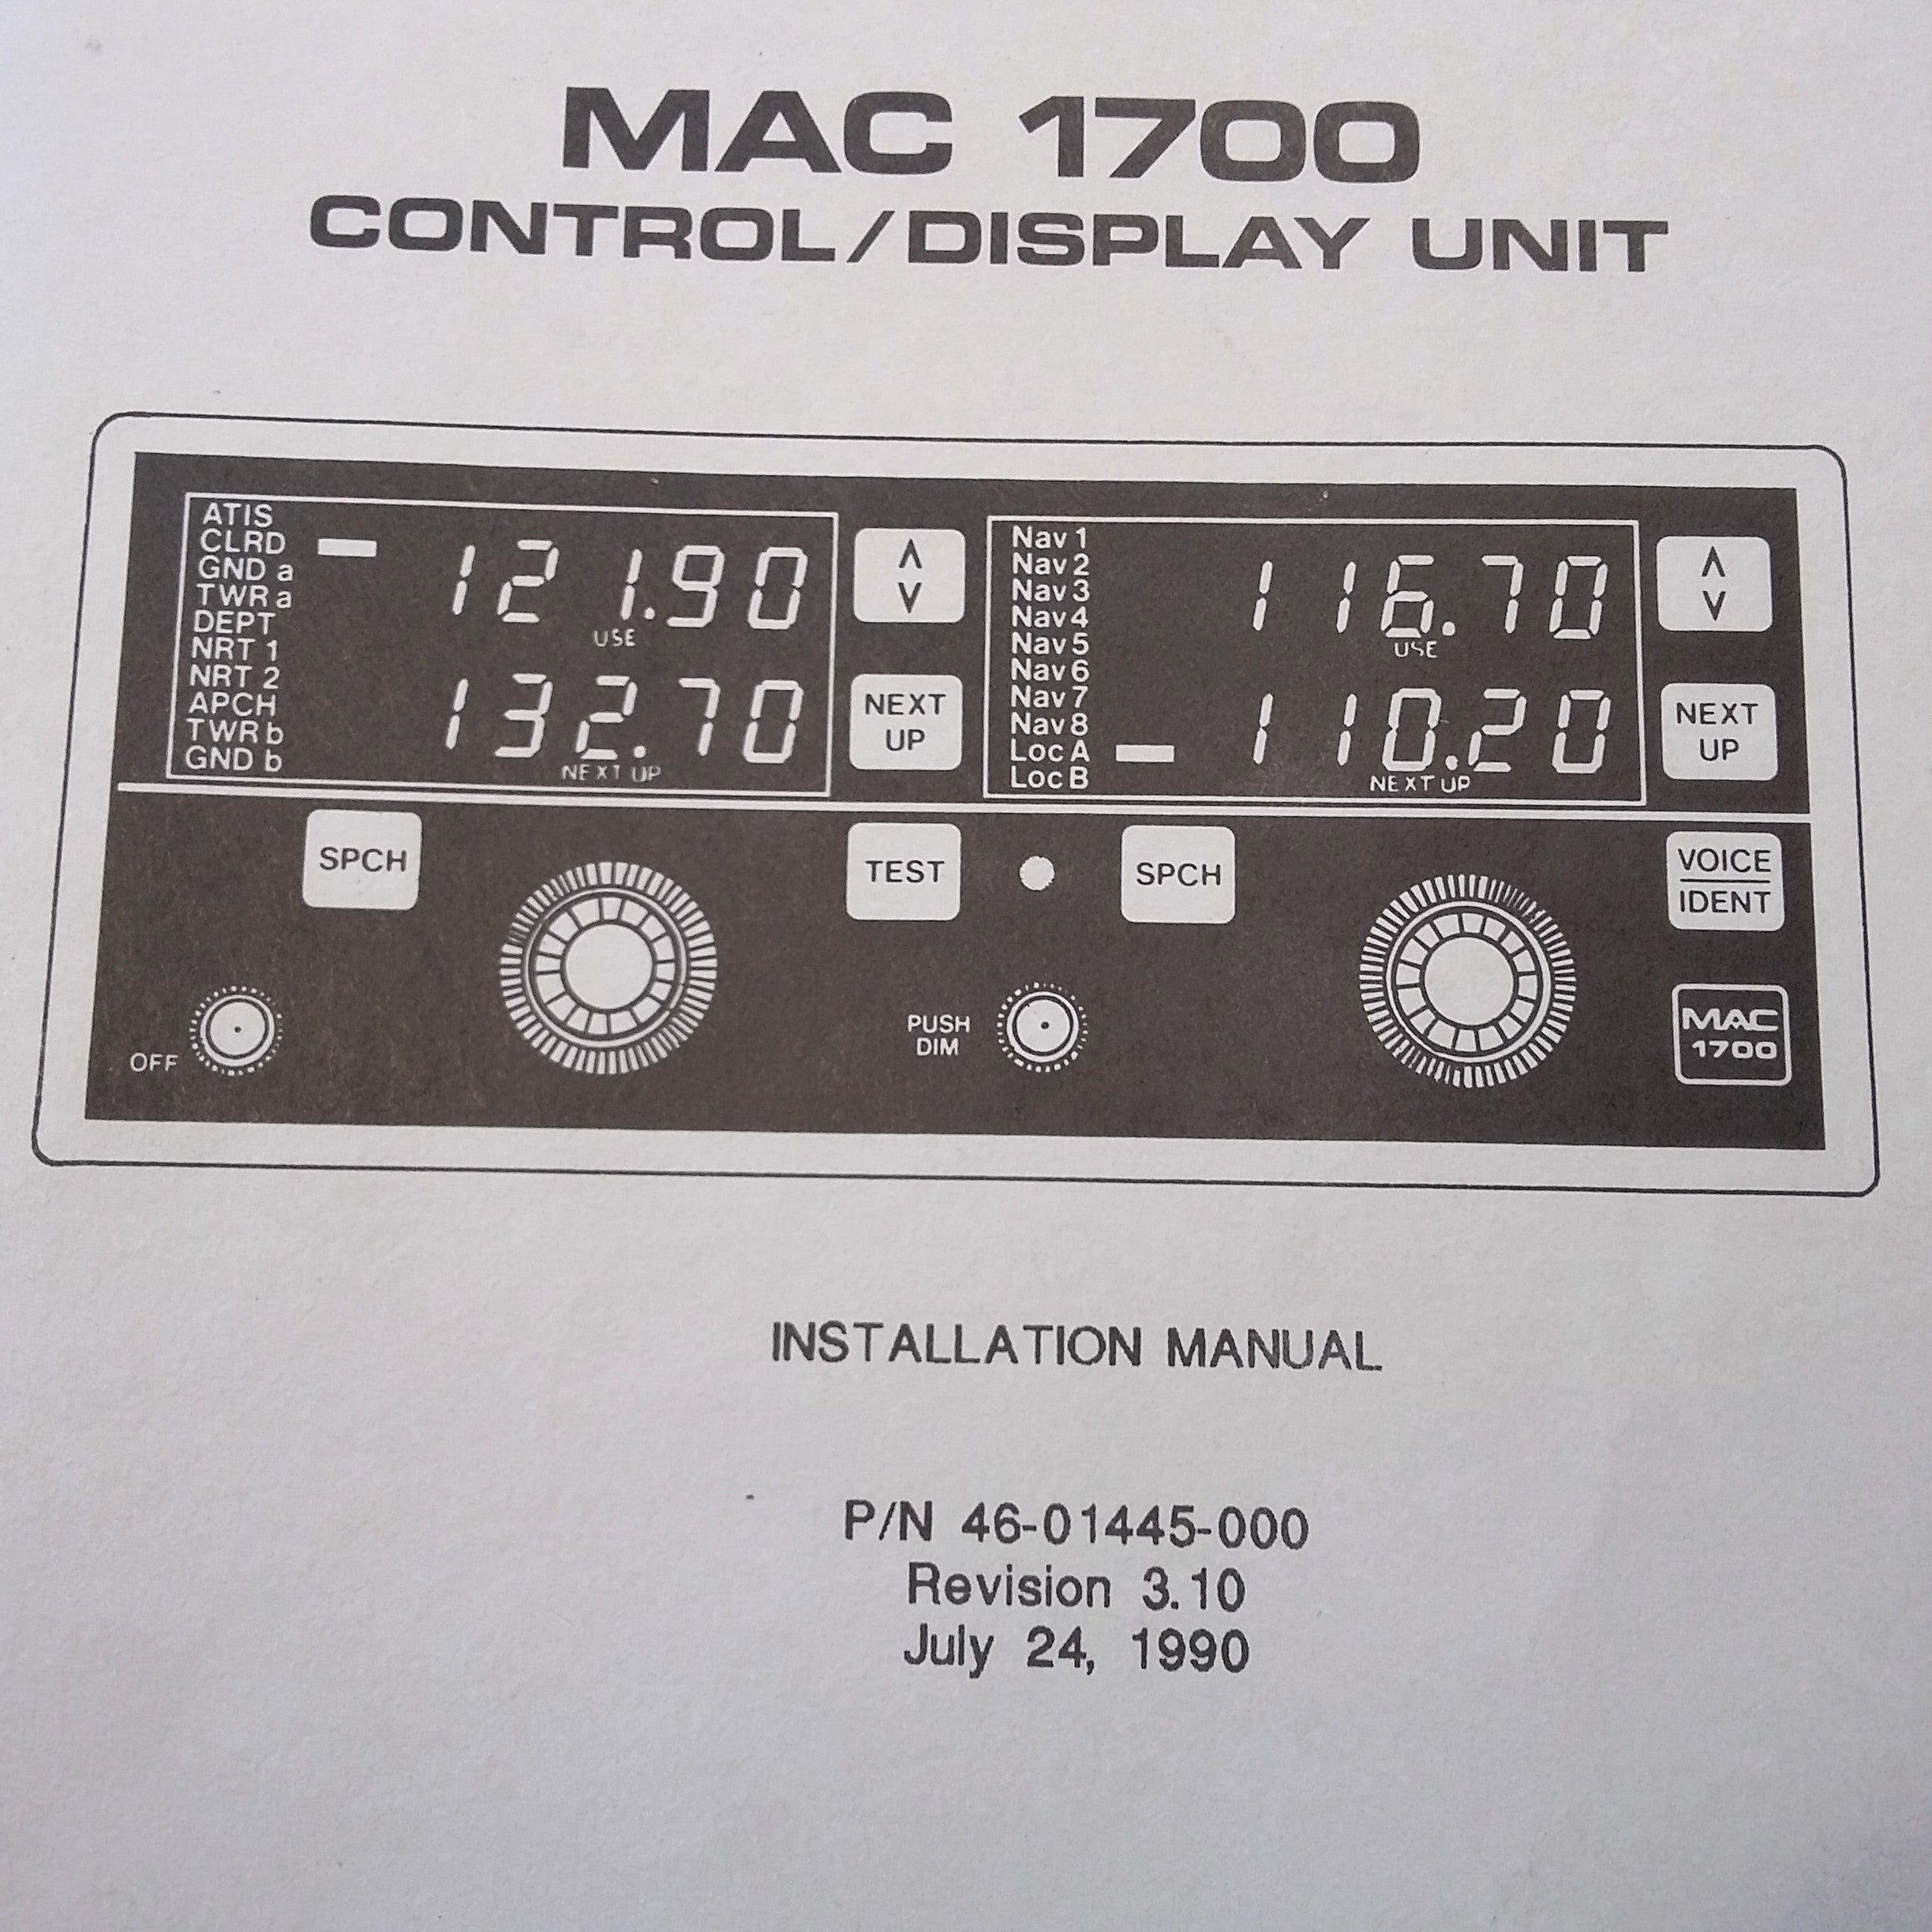 MAC 1700
CONTROL/DISPLAY UNIT
ATIS
CLRD
GND a
TWR a
DEPT
NRT 1
NRT 2
APCH
TWR b
GND b
121.90
USE
132.70
NEXT UP
∧
∨
NEXT
UP
Nav 1
Nav 2
Nav 3
Nav 4
Nav 5
Nav 6
Nav 7
Nav 8
Loc A
Loc B
116.70
USE
110.20
NEXT UP
∧
∨
NEXT
UP
SPCH
TEST
SPCH
VOICE
IDENT
OFF
PUSH
DIM
MAC
1700
INSTALLATION MANUAL
P/N 46-01445-000
Revision 3.10
July 24, 1990